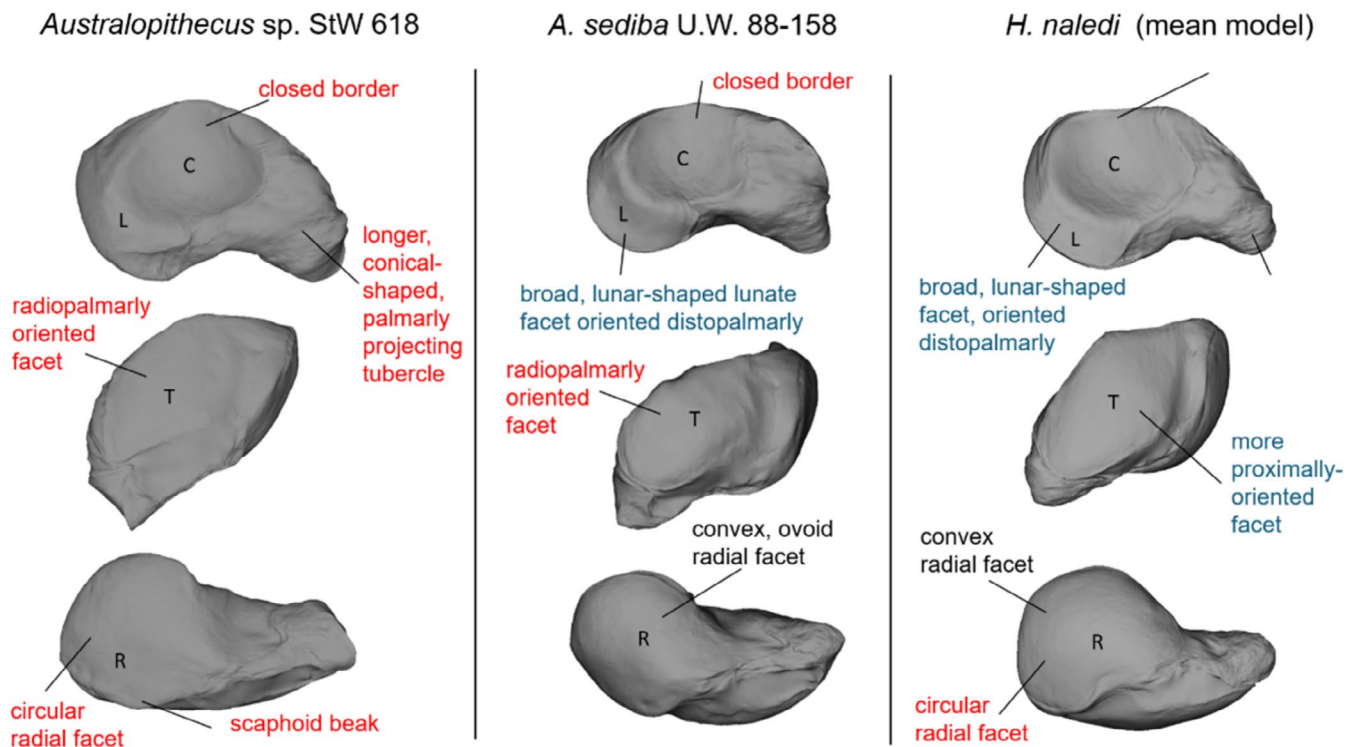 Australopithecus sp. StW 618
closed border
C
L
longer,
conical-
shaped,
palmarly
projecting
tubercle
radiopalmarly
oriented
facet
T
R
circular
radial facet
scaphoid beak
A. sediba U.W. 88-158
closed border
C
L
broad, lunar-shaped lunate
facet oriented distopalmarly
radiopalmarly
oriented
facet
T
convex, ovoid
radial facet
R
H. naledi (mean model)
C
L
broad, lunar-shaped
facet, oriented
distopalmarly
T
more
proximally-
oriented
facet
convex
radial facet
R
circular
radial facet